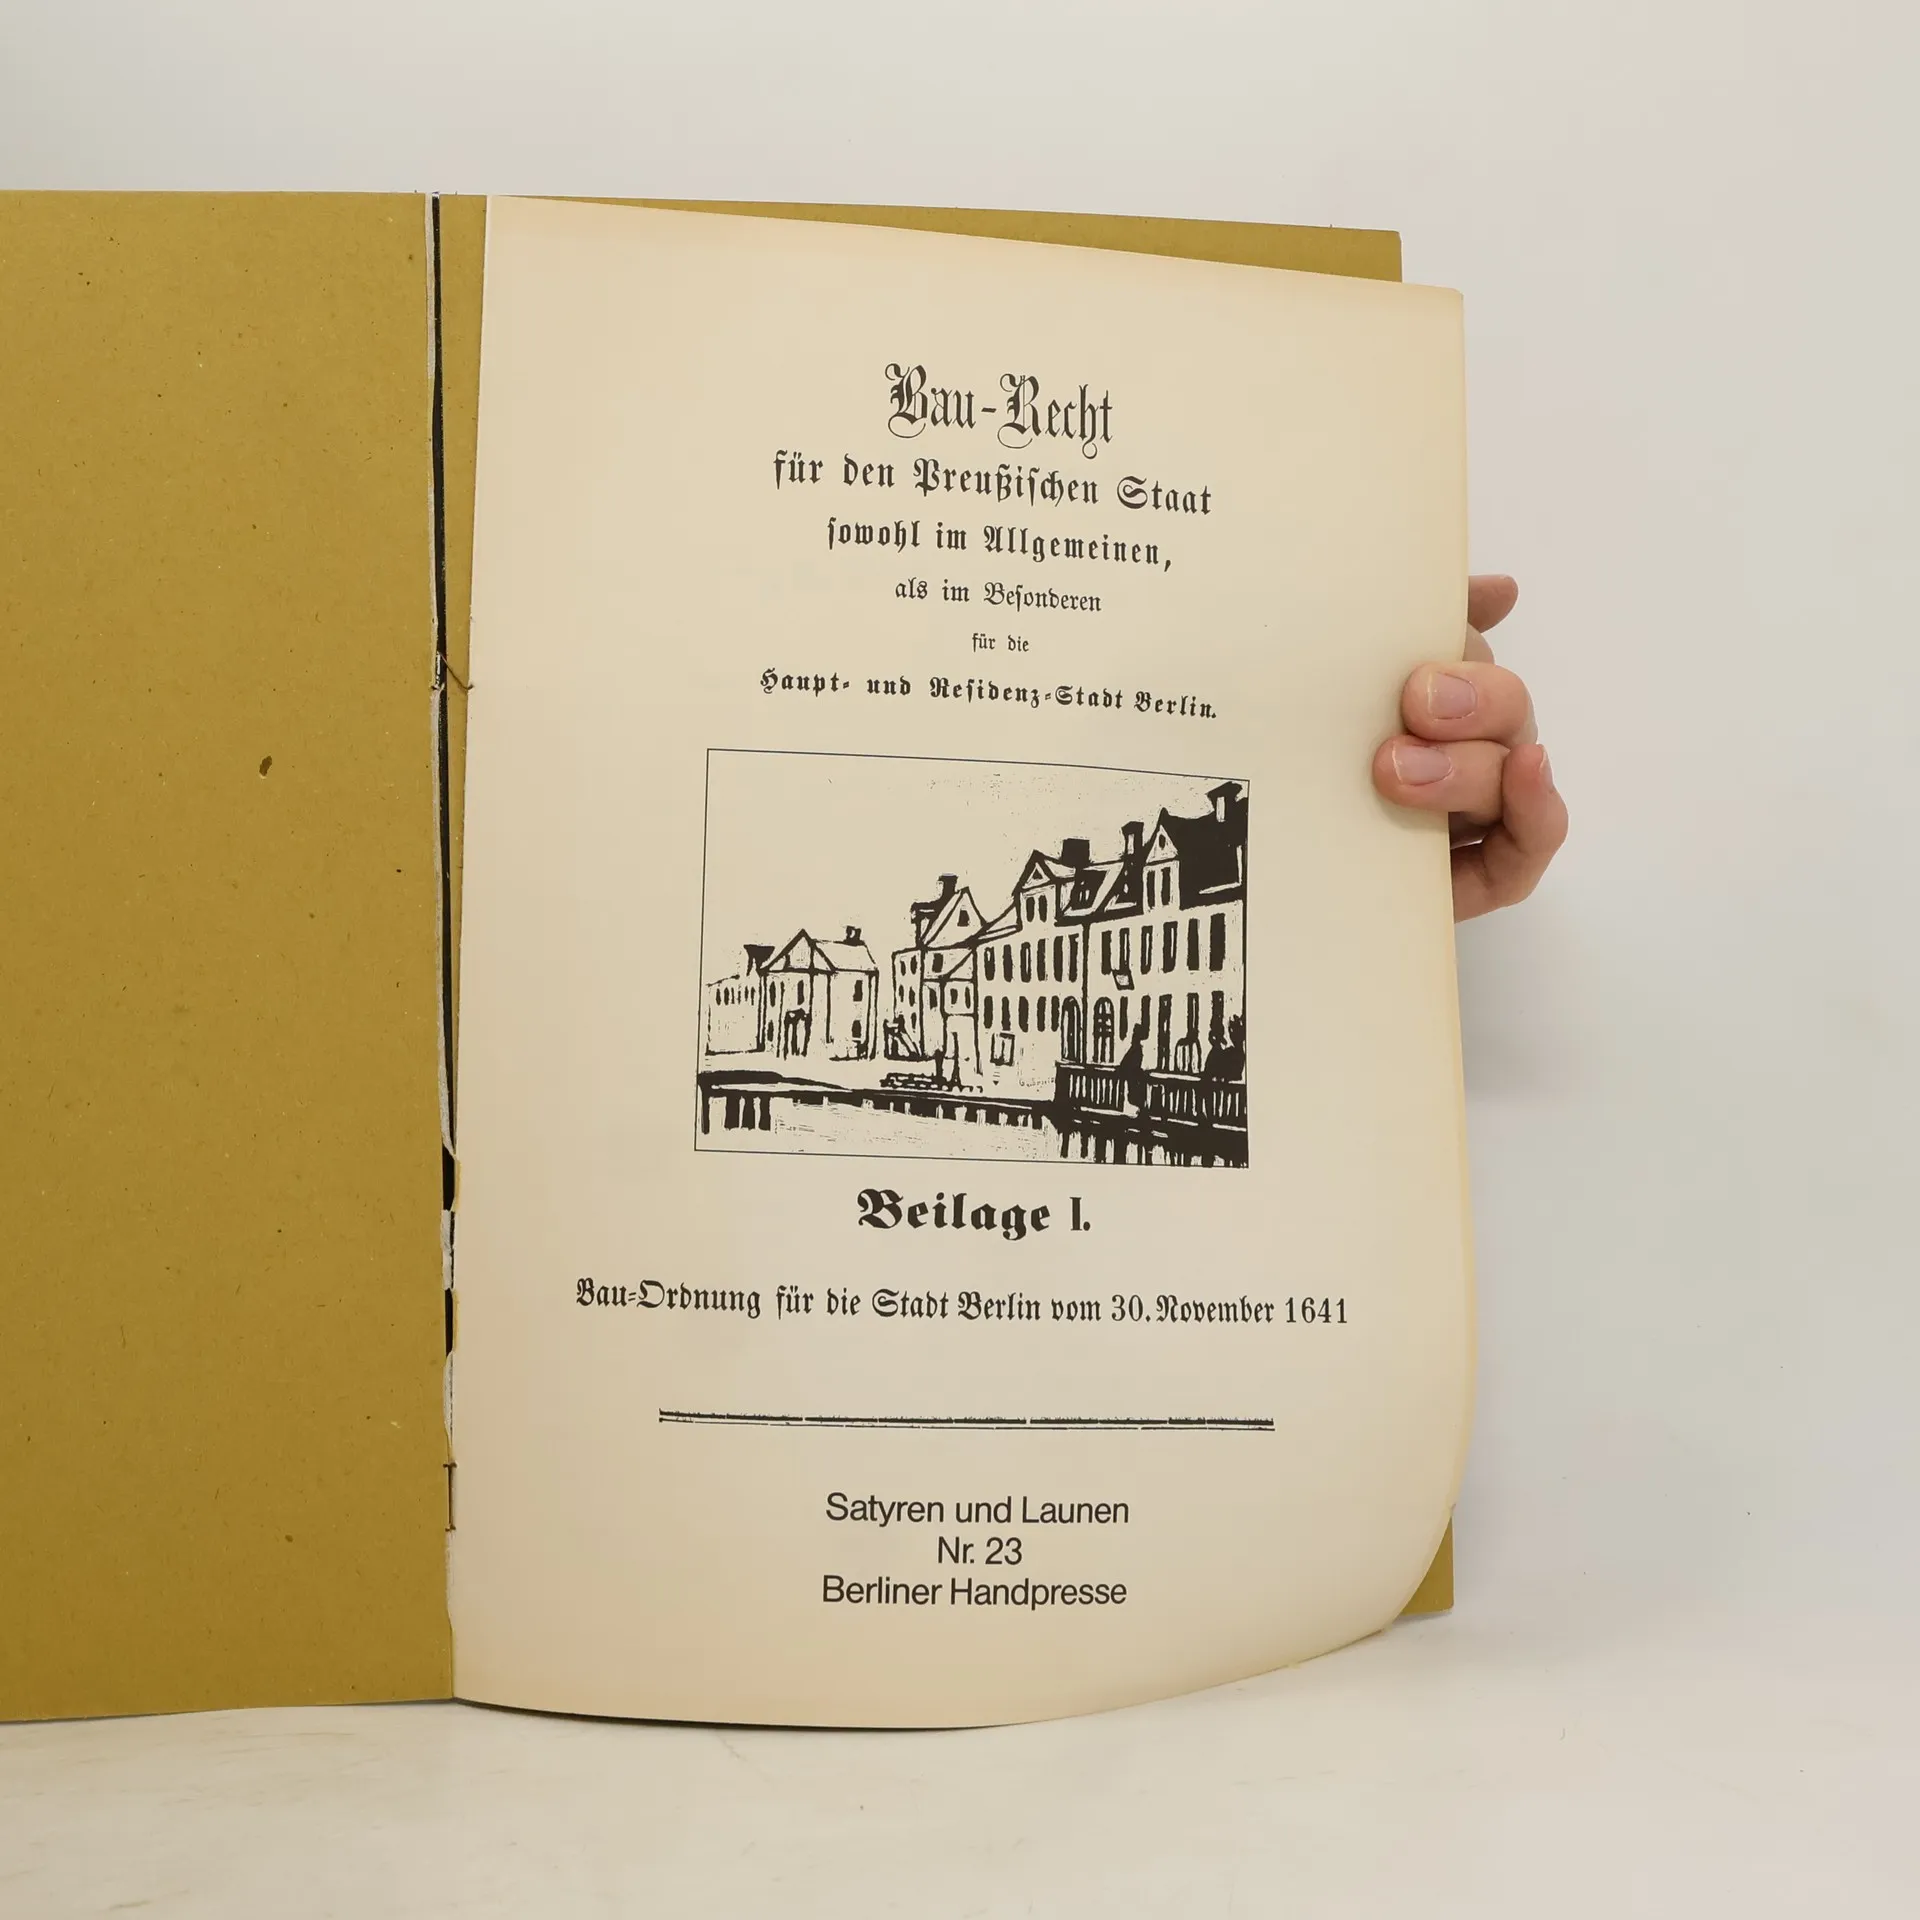 Bau-Recht
für den Preußiſchen Staat
ſowohl im Allgemeinen,
als im Beſonderen
für die
Haupt- und Reſidenz-Stadt Berlin.
Beilage I.
Bau-Ordnung für die Stadt Berlin vom 30. November 1641
Satyren und Launen
Nr. 23
Berliner Handpresse